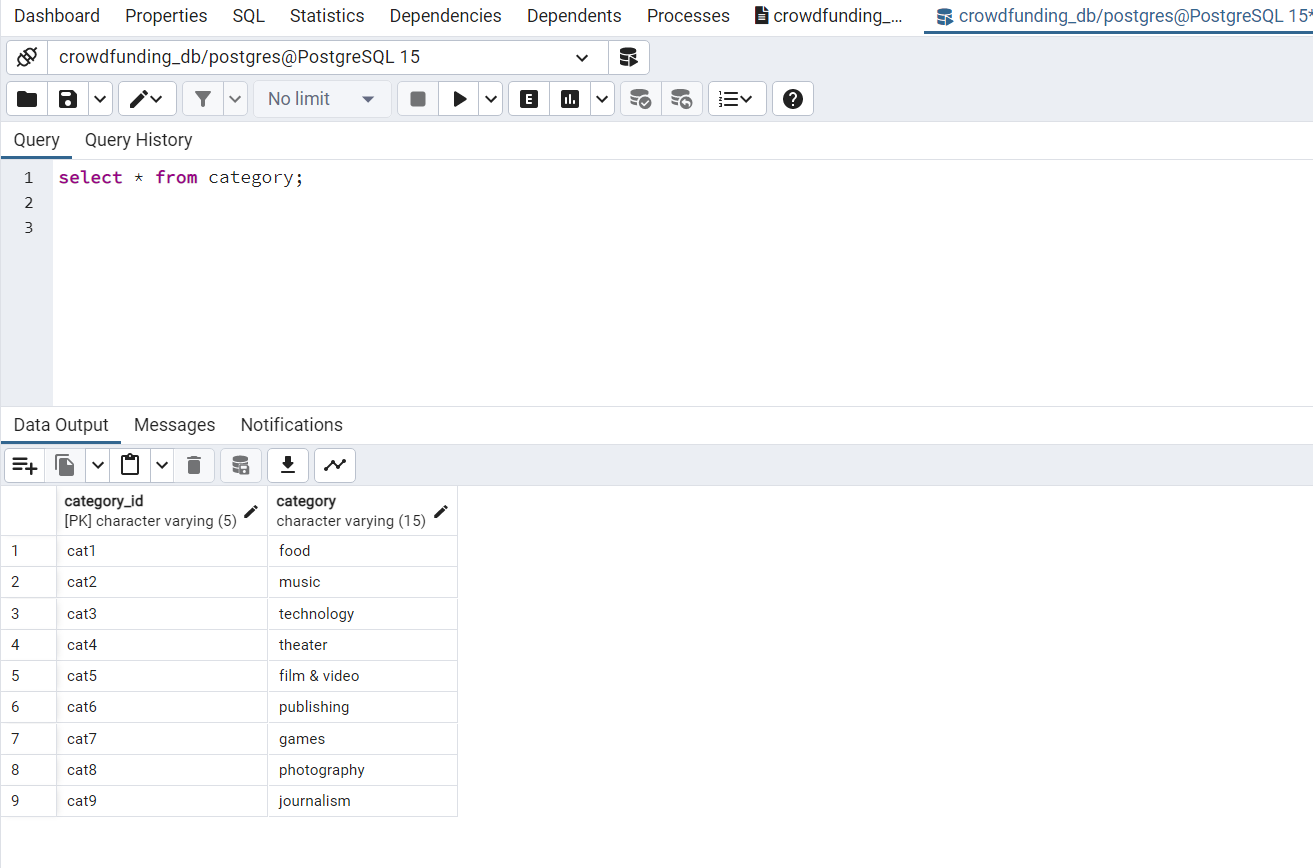 Dashboard Properties SQL Statistics Dependencies Dependents Processes crowdfunding_... crowdfunding_db/postgres@PostgreSQL 15*
crowdfunding_db/postgres@PostgreSQL 15
No limit E
Query Query History
1 select * from category;
2
3
Data Output Messages Notifications
category_id category
[PK] character varying (5) character varying (15)
1 cat1 food
2 cat2 music
3 cat3 technology
4 cat4 theater
5 cat5 film & video
6 cat6 publishing
7 cat7 games
8 cat8 photography
9 cat9 journalism